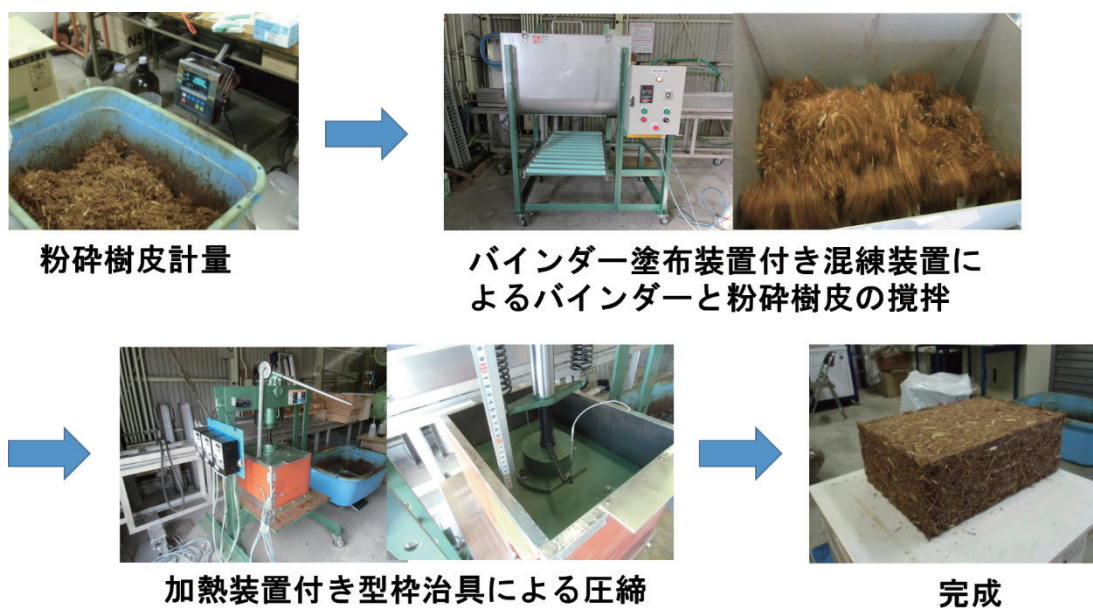 粉砕樹皮計量
バインダー塗布装置付き混練装置に
よるバインダーと粉砕樹皮の撹拌
加熱装置付き型枠治具による圧締
完成